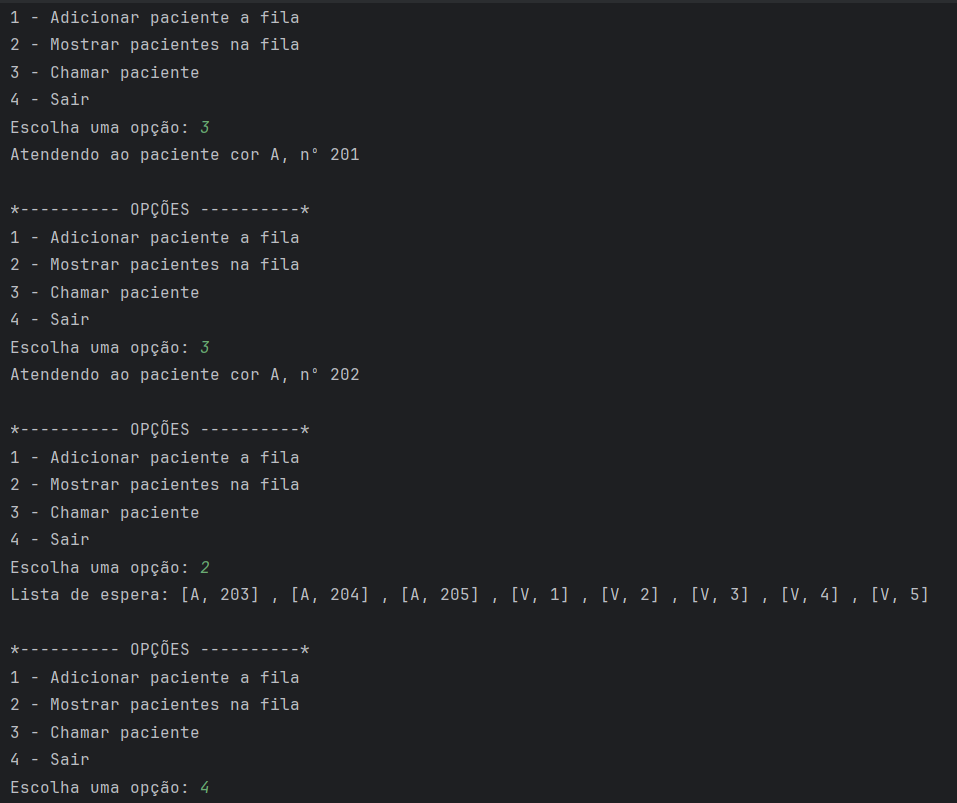 1 - Adicionar paciente a fila
2 - Mostrar pacientes na fila
3 - Chamar paciente
4 - Sair
Escolha uma opção: 3
Atendendo ao paciente cor A, n° 201
*---------- OPÇÕES ----------*
1 - Adicionar paciente a fila
2 - Mostrar pacientes na fila
3 - Chamar paciente
4 - Sair
Escolha uma opção: 3
Atendendo ao paciente cor A, n° 202
*---------- OPÇÕES ----------*
1 - Adicionar paciente a fila
2 - Mostrar pacientes na fila
3 - Chamar paciente
4 - Sair
Escolha uma opção: 2
Lista de espera: [A, 203] , [A, 204] , [A, 205] , [V, 1] , [V, 2] , [V, 3] , [V, 4] , [V, 5]
*---------- OPÇÕES ----------*
1 - Adicionar paciente a fila
2 - Mostrar pacientes na fila
3 - Chamar paciente
4 - Sair
Escolha uma opção: 4